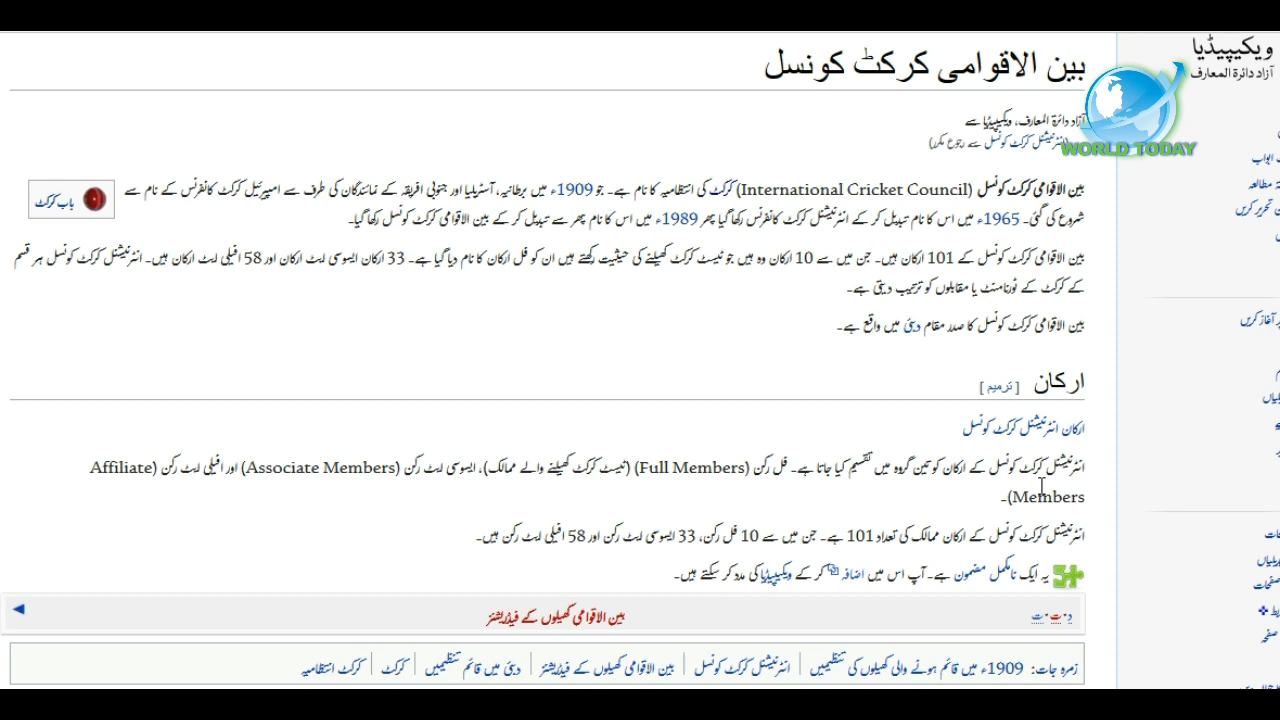 ویکیپیڈیا
آزاد دائرۃ المعارف
WORLD TODAY
بین الاقوامی کرکٹ کونسل
آزاد دائرۃ المعارف، ویکیپیڈیا سے
(انٹرنیشنل کرکٹ کونسل سے رجوع مکرر)
بین الاقوامی کرکٹ کونسل (International Cricket Council) کرکٹ کی انتظامیہ کا نام ہے۔ جو 1909ء میں برطانیہ، آسٹریلیا اور جنوبی افریقہ کے نمائندگان کی طرف سے امپیرئیل کرکٹ کانفرنس کے نام سے
باب کرکٹ
شروع کی گئی۔ 1965ء میں اس کا نام تبدیل کر کے انٹرنیشنل کرکٹ کانفرنس رکھا گیا پھر 1989ء میں اس کا نام پھر سے تبدیل کر کے بین الاقوامی کرکٹ کونسل رکھا گیا۔
بین الاقوامی کرکٹ کونسل کے 101 ارکان ہیں۔ جن میں سے 10 ارکان وہ ہیں جو ٹیسٹ کرکٹ کھیلنے کی حیثیت رکھتے ہیں ان کو فل ارکان کا نام دیا گیا ہے۔ 33 ارکان ایسوسی ایٹ ارکان اور 58 افیلی ایٹ ارکان ہیں۔ انٹرنیشنل کرکٹ کونسل ہر قسم
کے کرکٹ کے ٹورنامنٹ یا مقابلوں کو ترتیب دیتی ہے۔
بین الاقوامی کرکٹ کونسل کا صدر مقام دبئی میں واقع ہے۔
ارکان [ترمیم]
ارکان انٹرنیشنل کرکٹ کونسل
انٹرنیشنل کرکٹ کونسل کے ارکان کو تین گروہ میں تقسیم کیا جاتا ہے۔ فل رکن (Full Members) (ٹیسٹ کرکٹ کھیلنے والے ممالک)، ایسوسی ایٹ رکن (Associate Members) اور افیلی ایٹ رکن (Affiliate
Members)۔
انٹرنیشنل کرکٹ کونسل کے ارکان ممالک کی تعداد 101 ہے۔ جن میں سے 10 فل رکن، 33 ایسوسی ایٹ رکن اور 58 افیلی ایٹ رکن ہیں۔
یہ ایک نامکمل مضمون ہے۔ آپ اس میں اضافہ کر کے ویکیپیڈیا کی مدد کر سکتے ہیں۔
د • ت • ت
بین الاقوامی کھیلوں کے فیڈریشنز
زمرہ جات: 1909ء میں قائم ہونے والی کھیلوں کی تنظیمیں | انٹرنیشنل کرکٹ کونسل | بین الاقوامی کھیلوں کے فیڈریشنز | دبئی میں قائم تنظیمیں | کرکٹ | کرکٹ انتظامیہ
ابواب
مطالعہ
تحریر کریں
آغاز کریں
صفحات
صفحہ